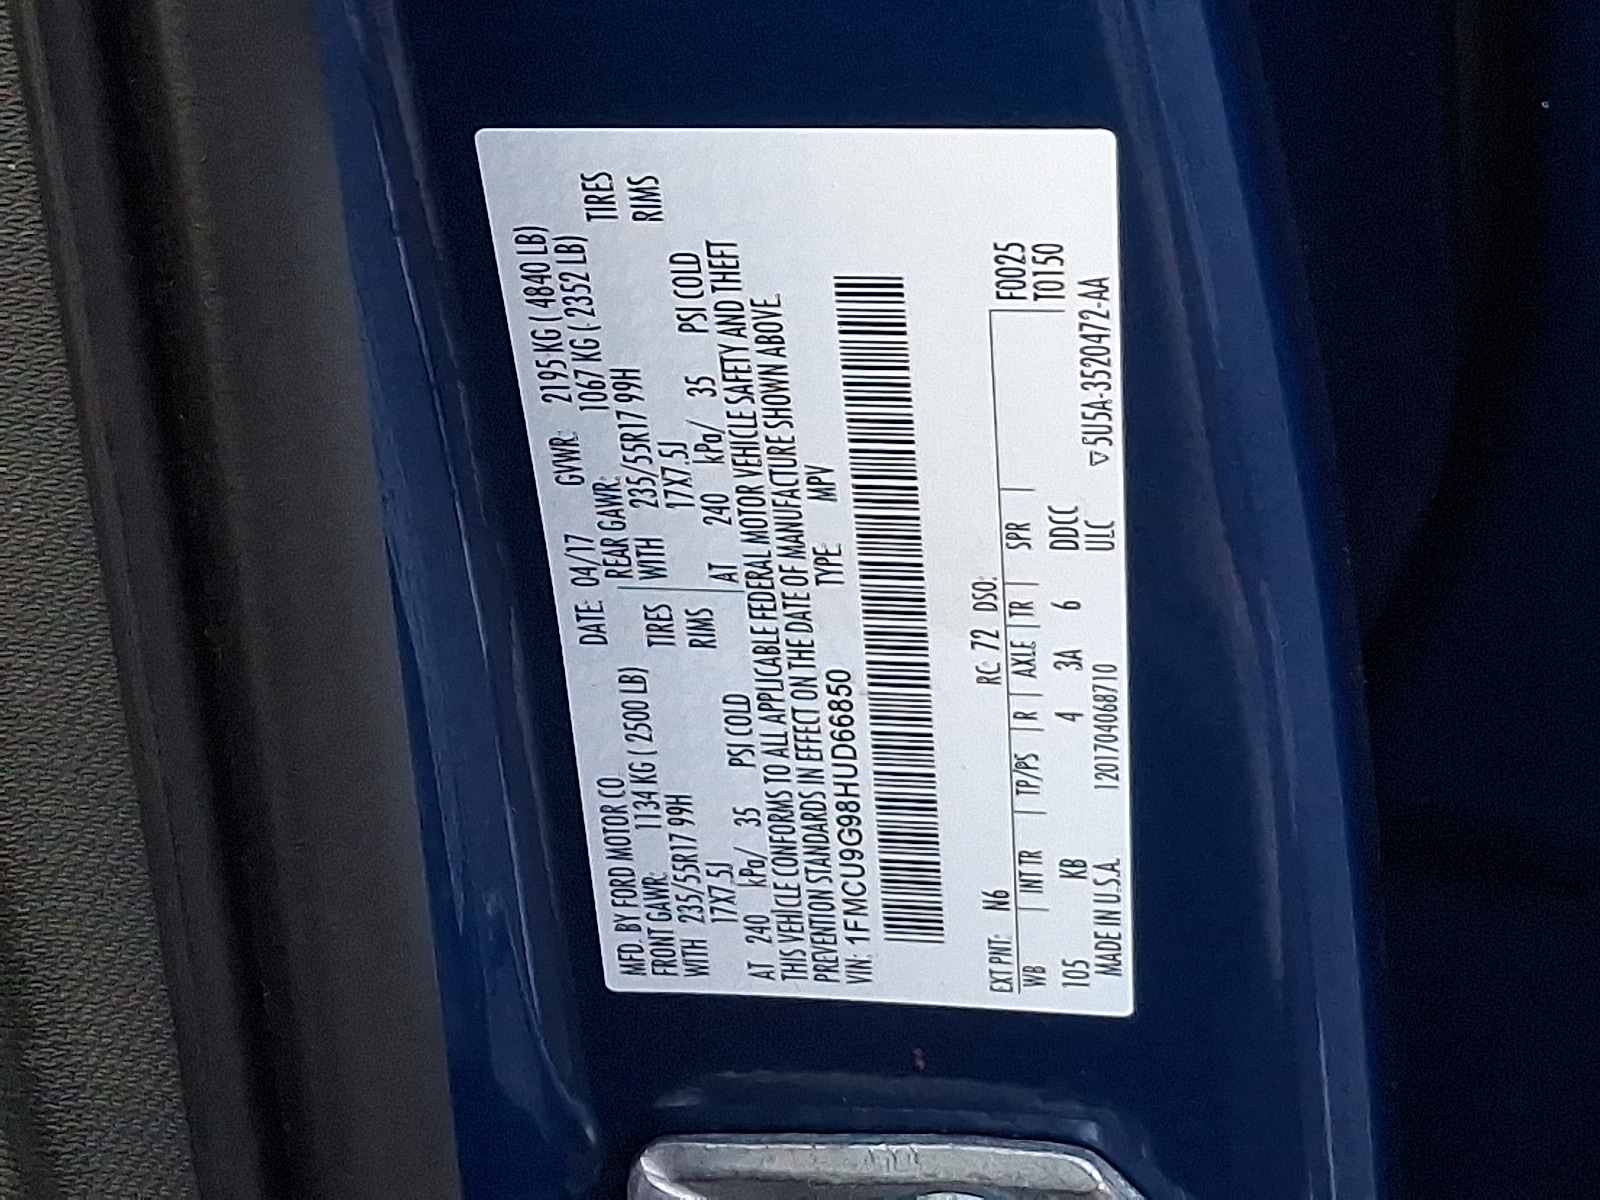 MFD. BY FORD MOTOR CO
DATE: 04/17 GVWR: 2195 KG ( 4840 LB)
FRONT GAWR: 1134 KG ( 2500 LB) REAR GAWR: 1067 KG ( 2352 LB)
WITH 235/55R17 99H TIRES WITH 235/55R17 99H TIRES
17X7.5J RIMS 17X7.5J RIMS
AT 240 kPa/ 35 PSI COLD AT 240 kPa/ 35 PSI COLD
THIS VEHICLE CONFORMS TO ALL APPLICABLE FEDERAL MOTOR VEHICLE SAFETY AND THEFT
PREVENTION STANDARDS IN EFFECT ON THE DATE OF MANUFACTURE SHOWN ABOVE.
VIN: 1FMCU9G98HUD66850 TYPE: MPV
EXT PNT: N6 RC: 72 DSO:
WB | INT TR | TP/PS | R | AXLE | TR | SPR | F0025
105 KB 4 3A 6 DDCC T0150
MADE IN U.S.A. 120170406871​0 ULC ▽5U5A-3520472-AA